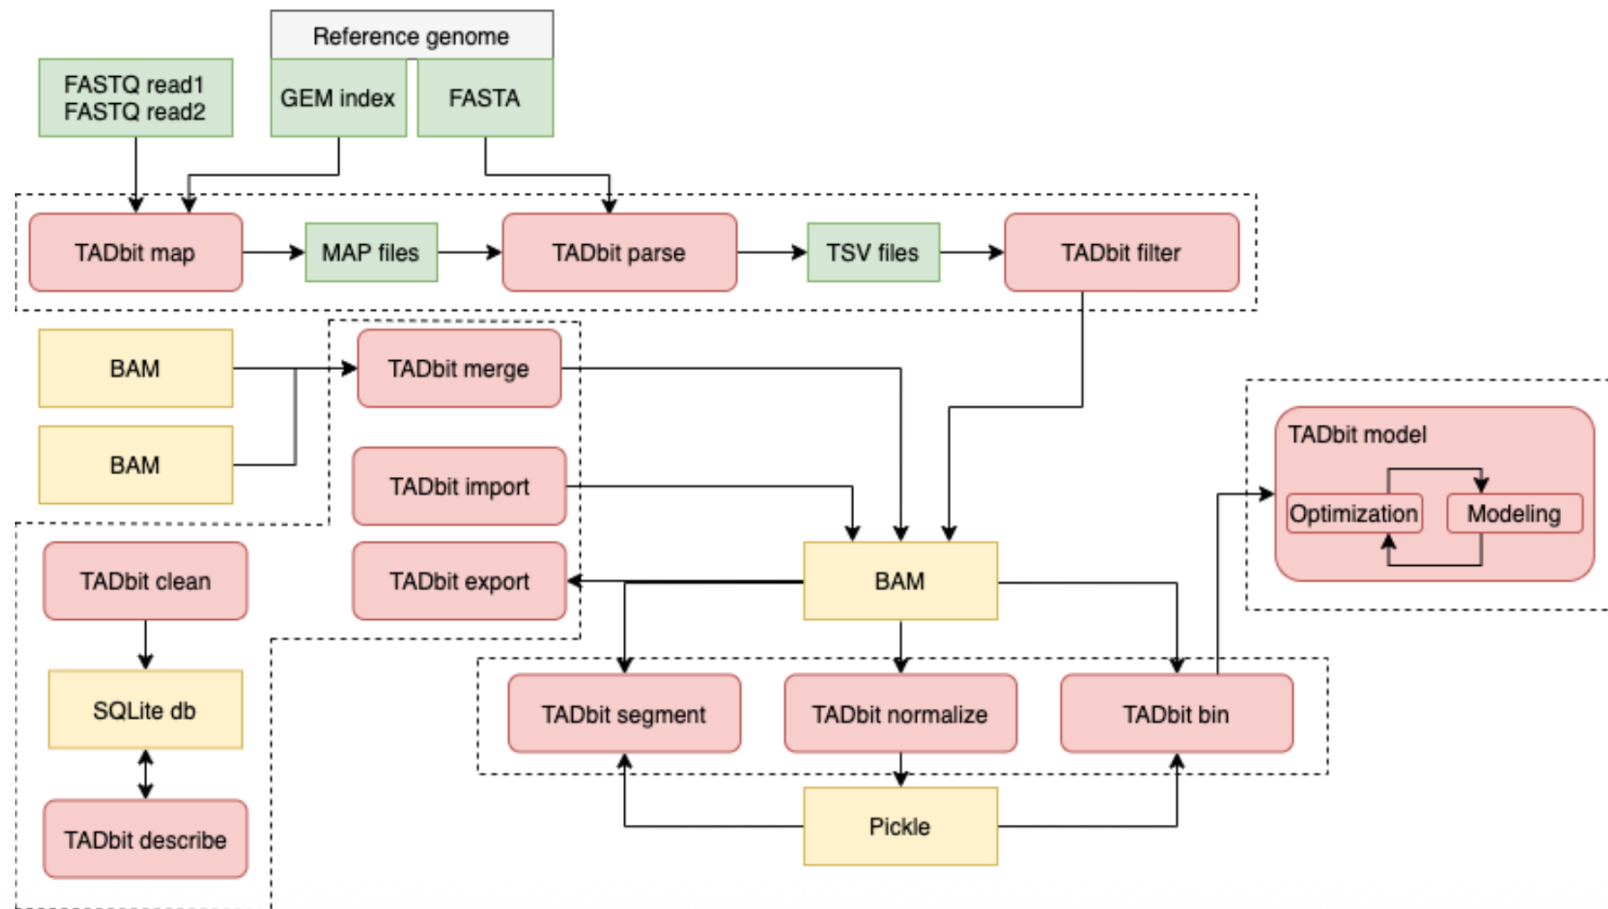 Reference genome
FASTQ read1
FASTQ read2
GEM index
FASTA
TADbit map
MAP files
TADbit parse
TSV files
TADbit filter
BAM
TADbit merge
BAM
TADbit import
TADbit model
Optimization
Modeling
TADbit clean
TADbit export
BAM
SQLite db
TADbit segment
TADbit normalize
TADbit bin
TADbit describe
Pickle